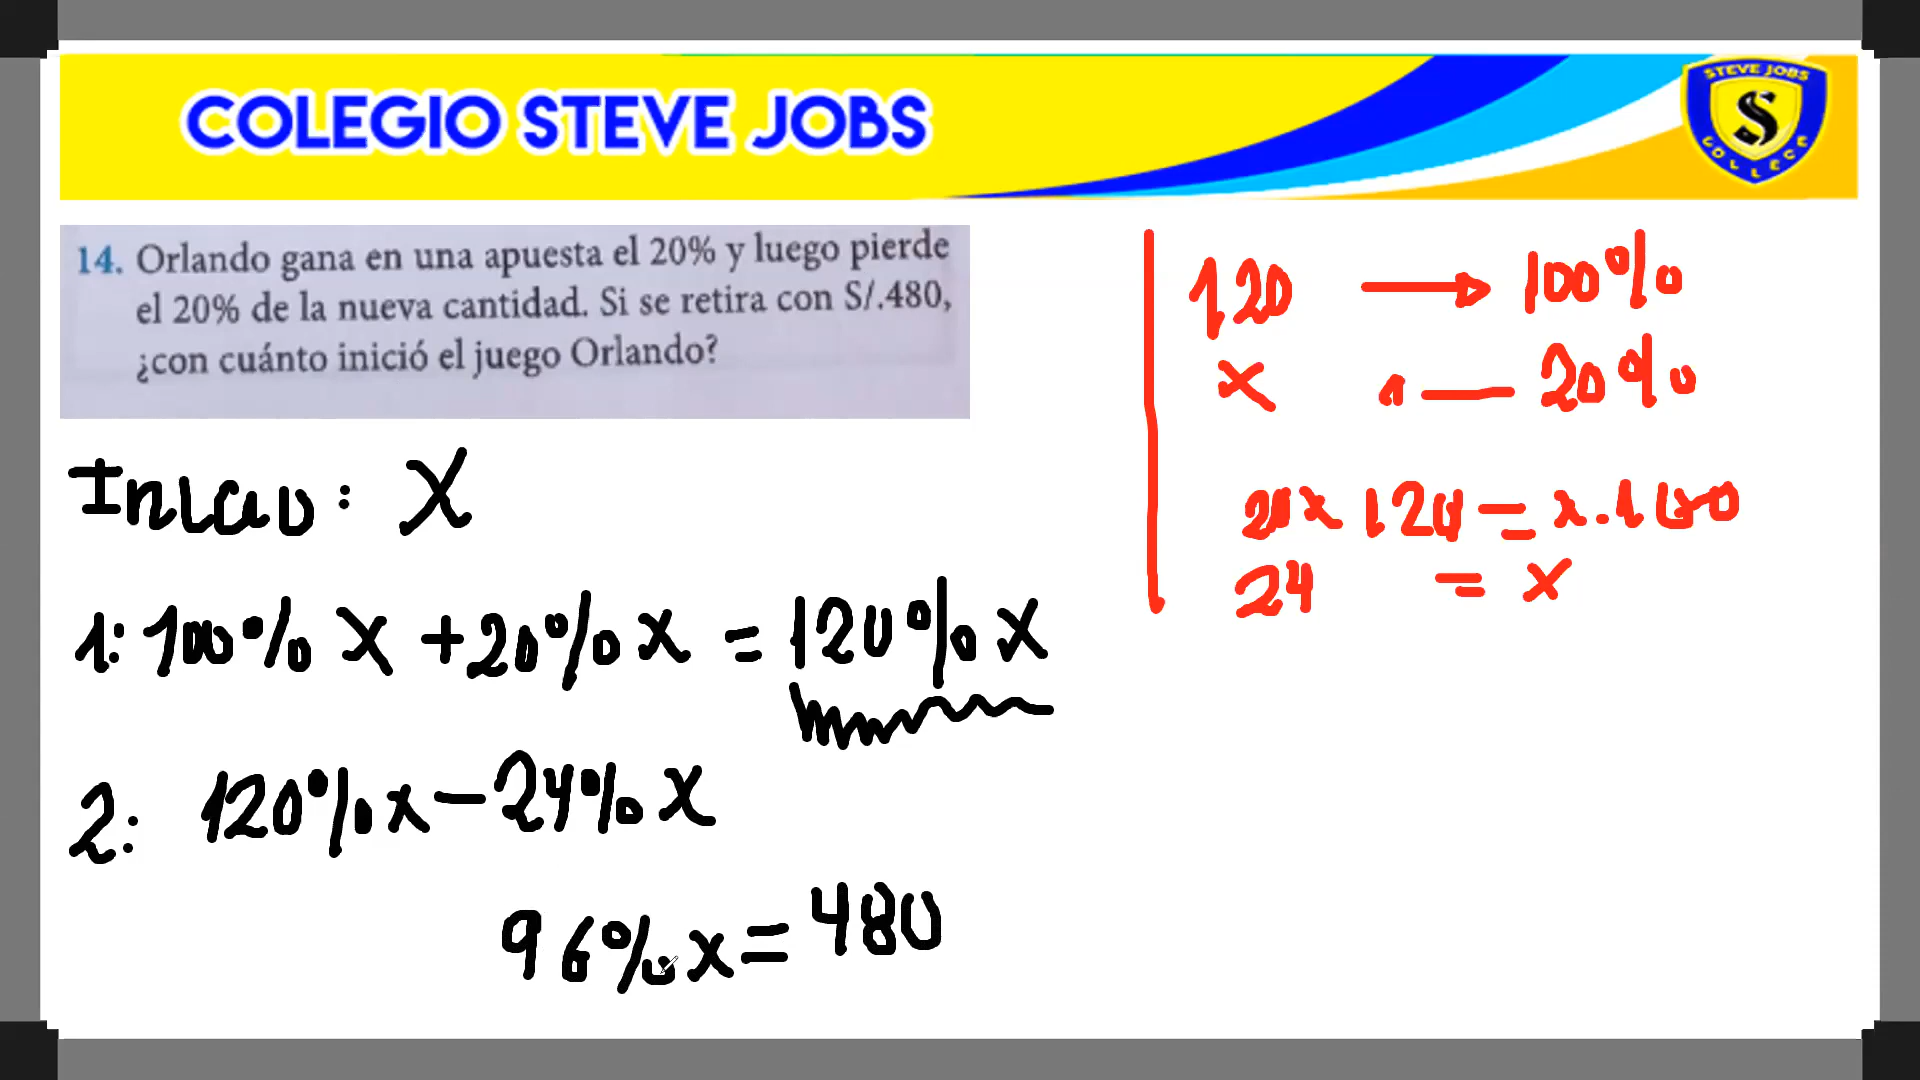 COLEGIO STEVE JOBS
STEVE JOBS
S
COLLEGE
14. Orlando gana en una apuesta el 20% y luego pierde
el 20% de la nueva cantidad. Si se retira con S/.480,
¿con cuánto inició el juego Orlando?
Inicio: X
1: 100% x + 20% x = 120% x
2: 120% x - 24% x
96% x = 480
120 → 100%
x — 20%
20 x 120 = x . 100
24 = x